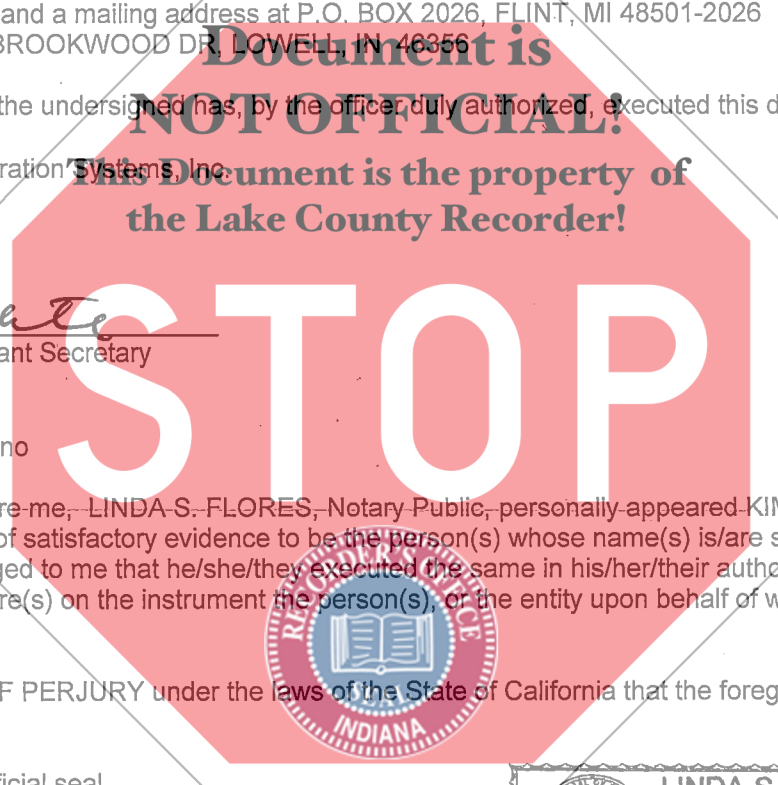 and a mailing address at P.O. BOX 2026, FLINT, MI 48501-2026
BROOKWOOD DR, LOWELL, IN 46356
Document is
the undersigned has, by the officer duly authorized, executed this d
NOT OFFICIAL!
ration Systems, Inc.
This Document is the property of
the Lake County Recorder!
STOP
ant Secretary
no
re me, LINDA S. FLORES, Notary Public, personally appeared KIM
of satisfactory evidence to be the person(s) whose name(s) is/are s
ged to me that he/she/they executed the same in his/her/their autho
re(s) on the instrument the person(s), or the entity upon behalf of w
RECORDER'S OFFICE
SEAL
INDIANA
F PERJURY under the laws of the State of California that the foreg
ficial seal
LINDA S